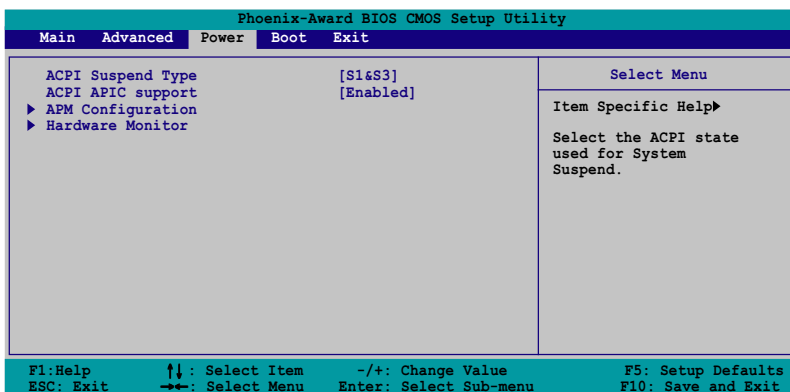 Phoenix-Award BIOS CMOS Setup Utility
Main Advanced Power Boot Exit
ACPI Suspend Type [S1&S3]
ACPI APIC support [Enabled]
APM Configuration
Hardware Monitor
Select Menu
Item Specific Help
Select the ACPI state
used for System
Suspend.
F1:Help ↑↓: Select Item -/+: Change Value F5: Setup Defaults
ESC: Exit →←: Select Menu Enter: Select Sub-menu F10: Save and Exit